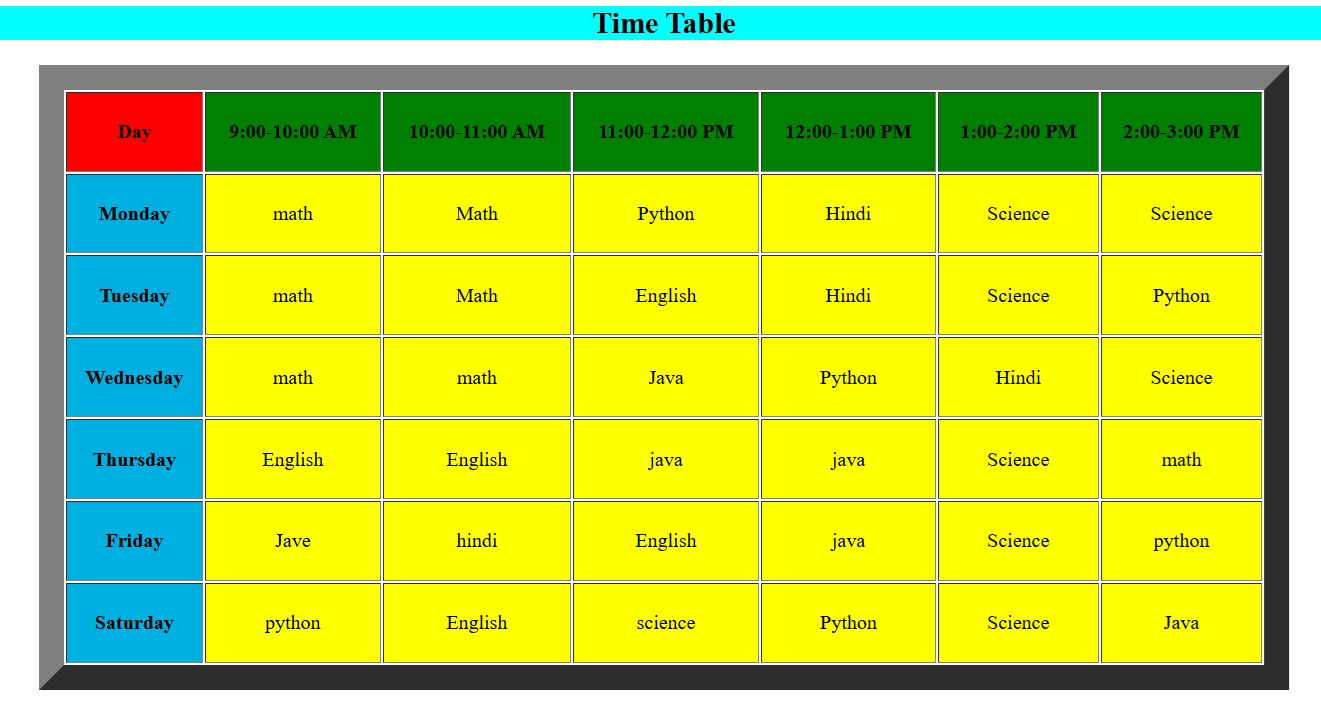 Time Table
Day 9:00-10:00 AM 10:00-11:00 AM 11:00-12:00 PM 12:00-1:00 PM 1:00-2:00 PM 2:00-3:00 PM
Monday math Math Python Hindi Science Science
Tuesday math Math English Hindi Science Python
Wednesday math math Java Python Hindi Science
Thursday English English java java Science math
Friday Jave hindi English java Science python
Saturday python English science Python Science Java